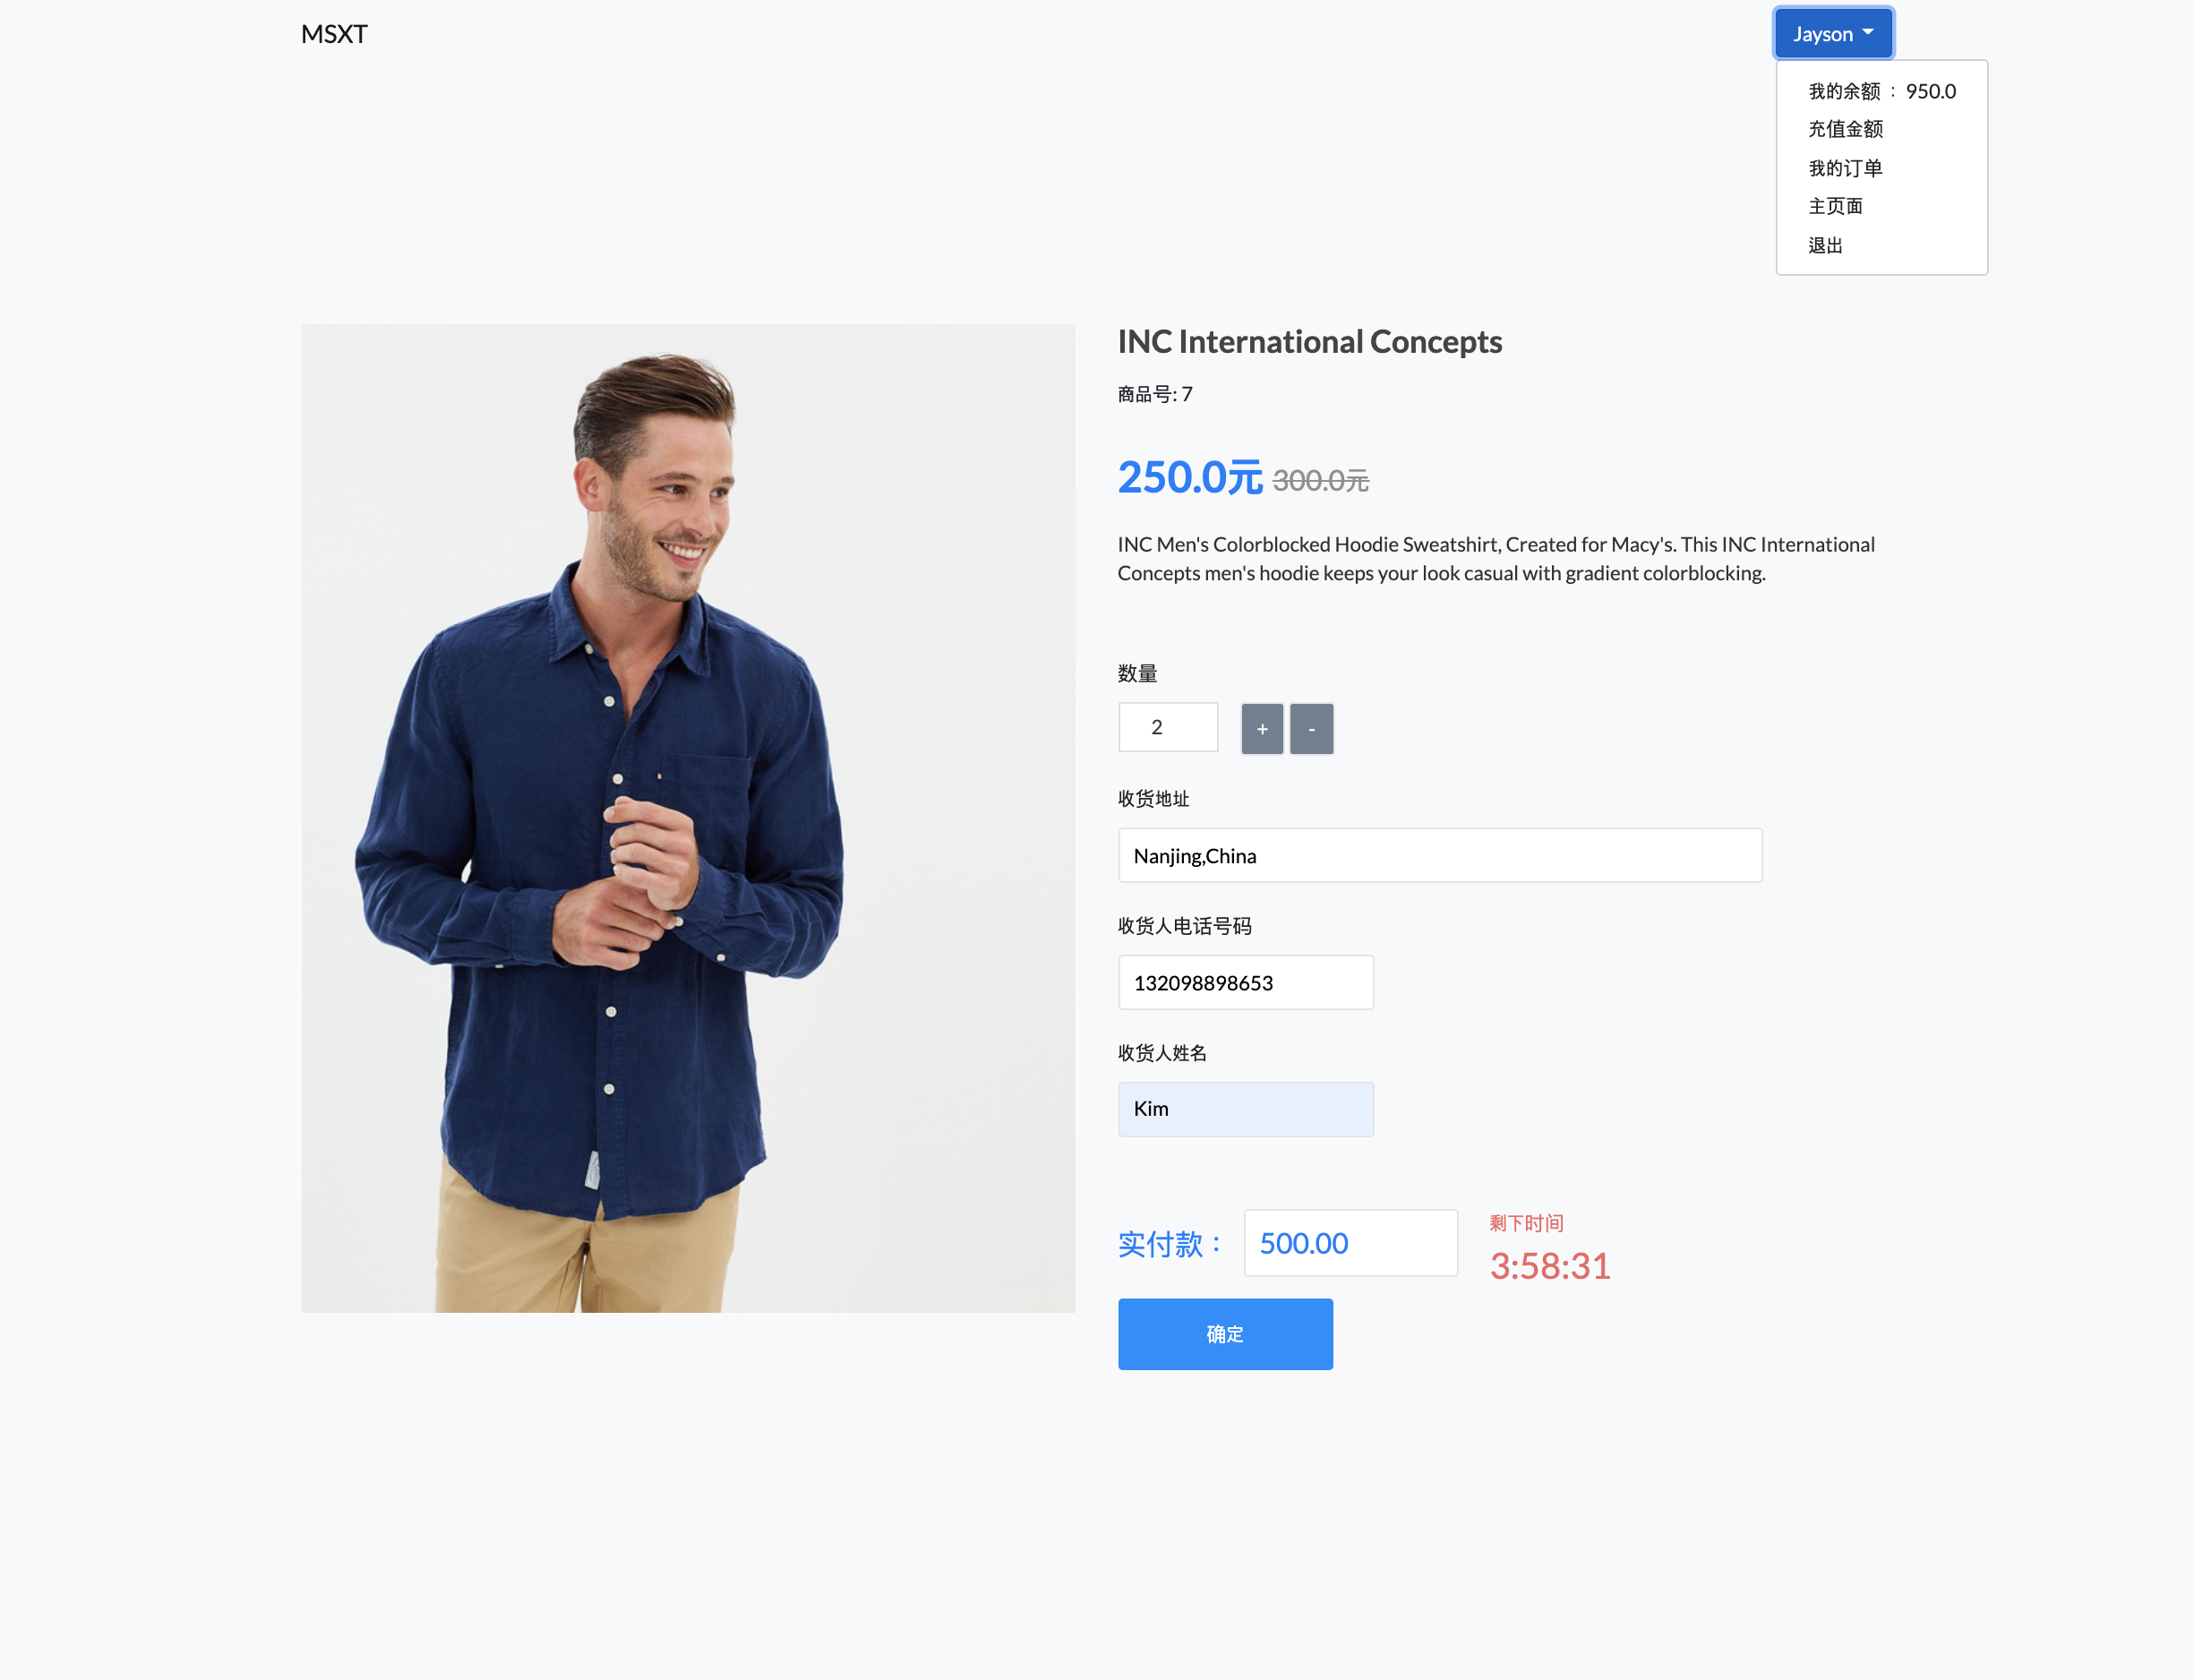 MSXT
Jayson
我的余额 ： 950.0
充值金额
我的订单
主页面
退出
INC International Concepts
商品号: 7
250.0元 300.0元
INC Men's Colorblocked Hoodie Sweatshirt, Created for Macy's. This INC International
Concepts men's hoodie keeps your look casual with gradient colorblocking.
数量
2 + -
收货地址
Nanjing,China
收货人电话号码
132098898653
收货人姓名
Kim
实付款： 500.00
剩下时间
3:58:31
确定